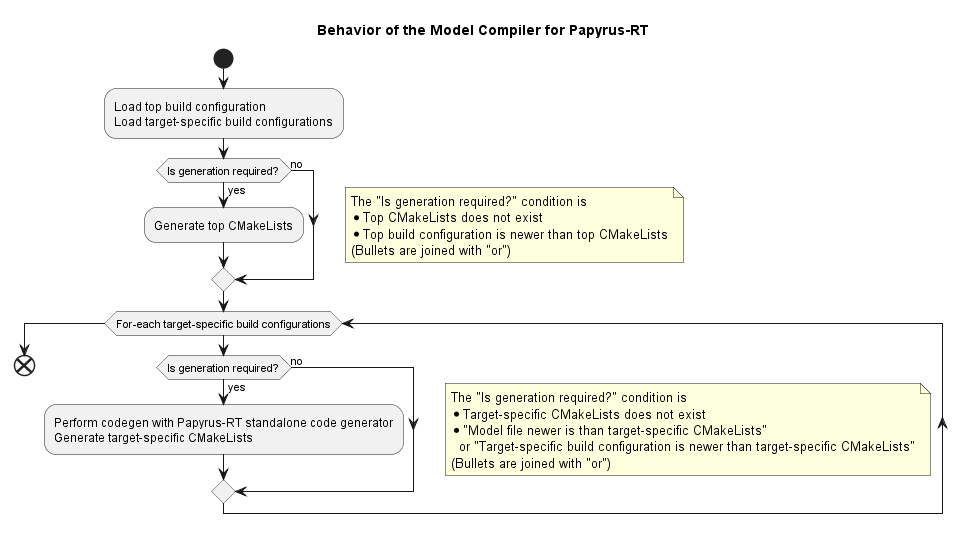 Behavior of the Model Compiler for Papyrus-RT
Load top build configuration
Load target-specific build configurations
Is generation required?
no
yes
Generate top CMakeLists
The "Is generation required?" condition is
• Top CMakeLists does not exist
• Top build configuration is newer than top CMakeLists
(Bullets are joined with "or")
For-each target-specific build configurations
Is generation required?
no
yes
Perform codegen with Papyrus-RT standalone code generator
Generate target-specific CMakeLists
The "Is generation required?" condition is
• Target-specific CMakeLists does not exist
• "Model file newer is than target-specific CMakeLists"
or "Target-specific build configuration is newer than target-specific CMakeLists"
(Bullets are joined with "or")